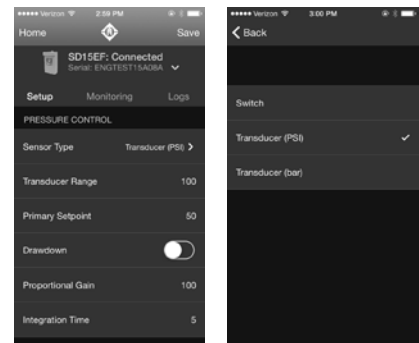 Verizon 2:59 PM
Home Save
SD15EF: Connected
Serial: ENGTEST15A08A
Setup Monitoring Logs
PRESSURE CONTROL
Sensor Type Transducer (PSI)
Transducer Range 100
Primary Setpoint 50
Drawdown
Proportional Gain 100
Integration Time 5
Verizon 3:00 PM
Back
Switch
Transducer (PSI)
Transducer (bar)